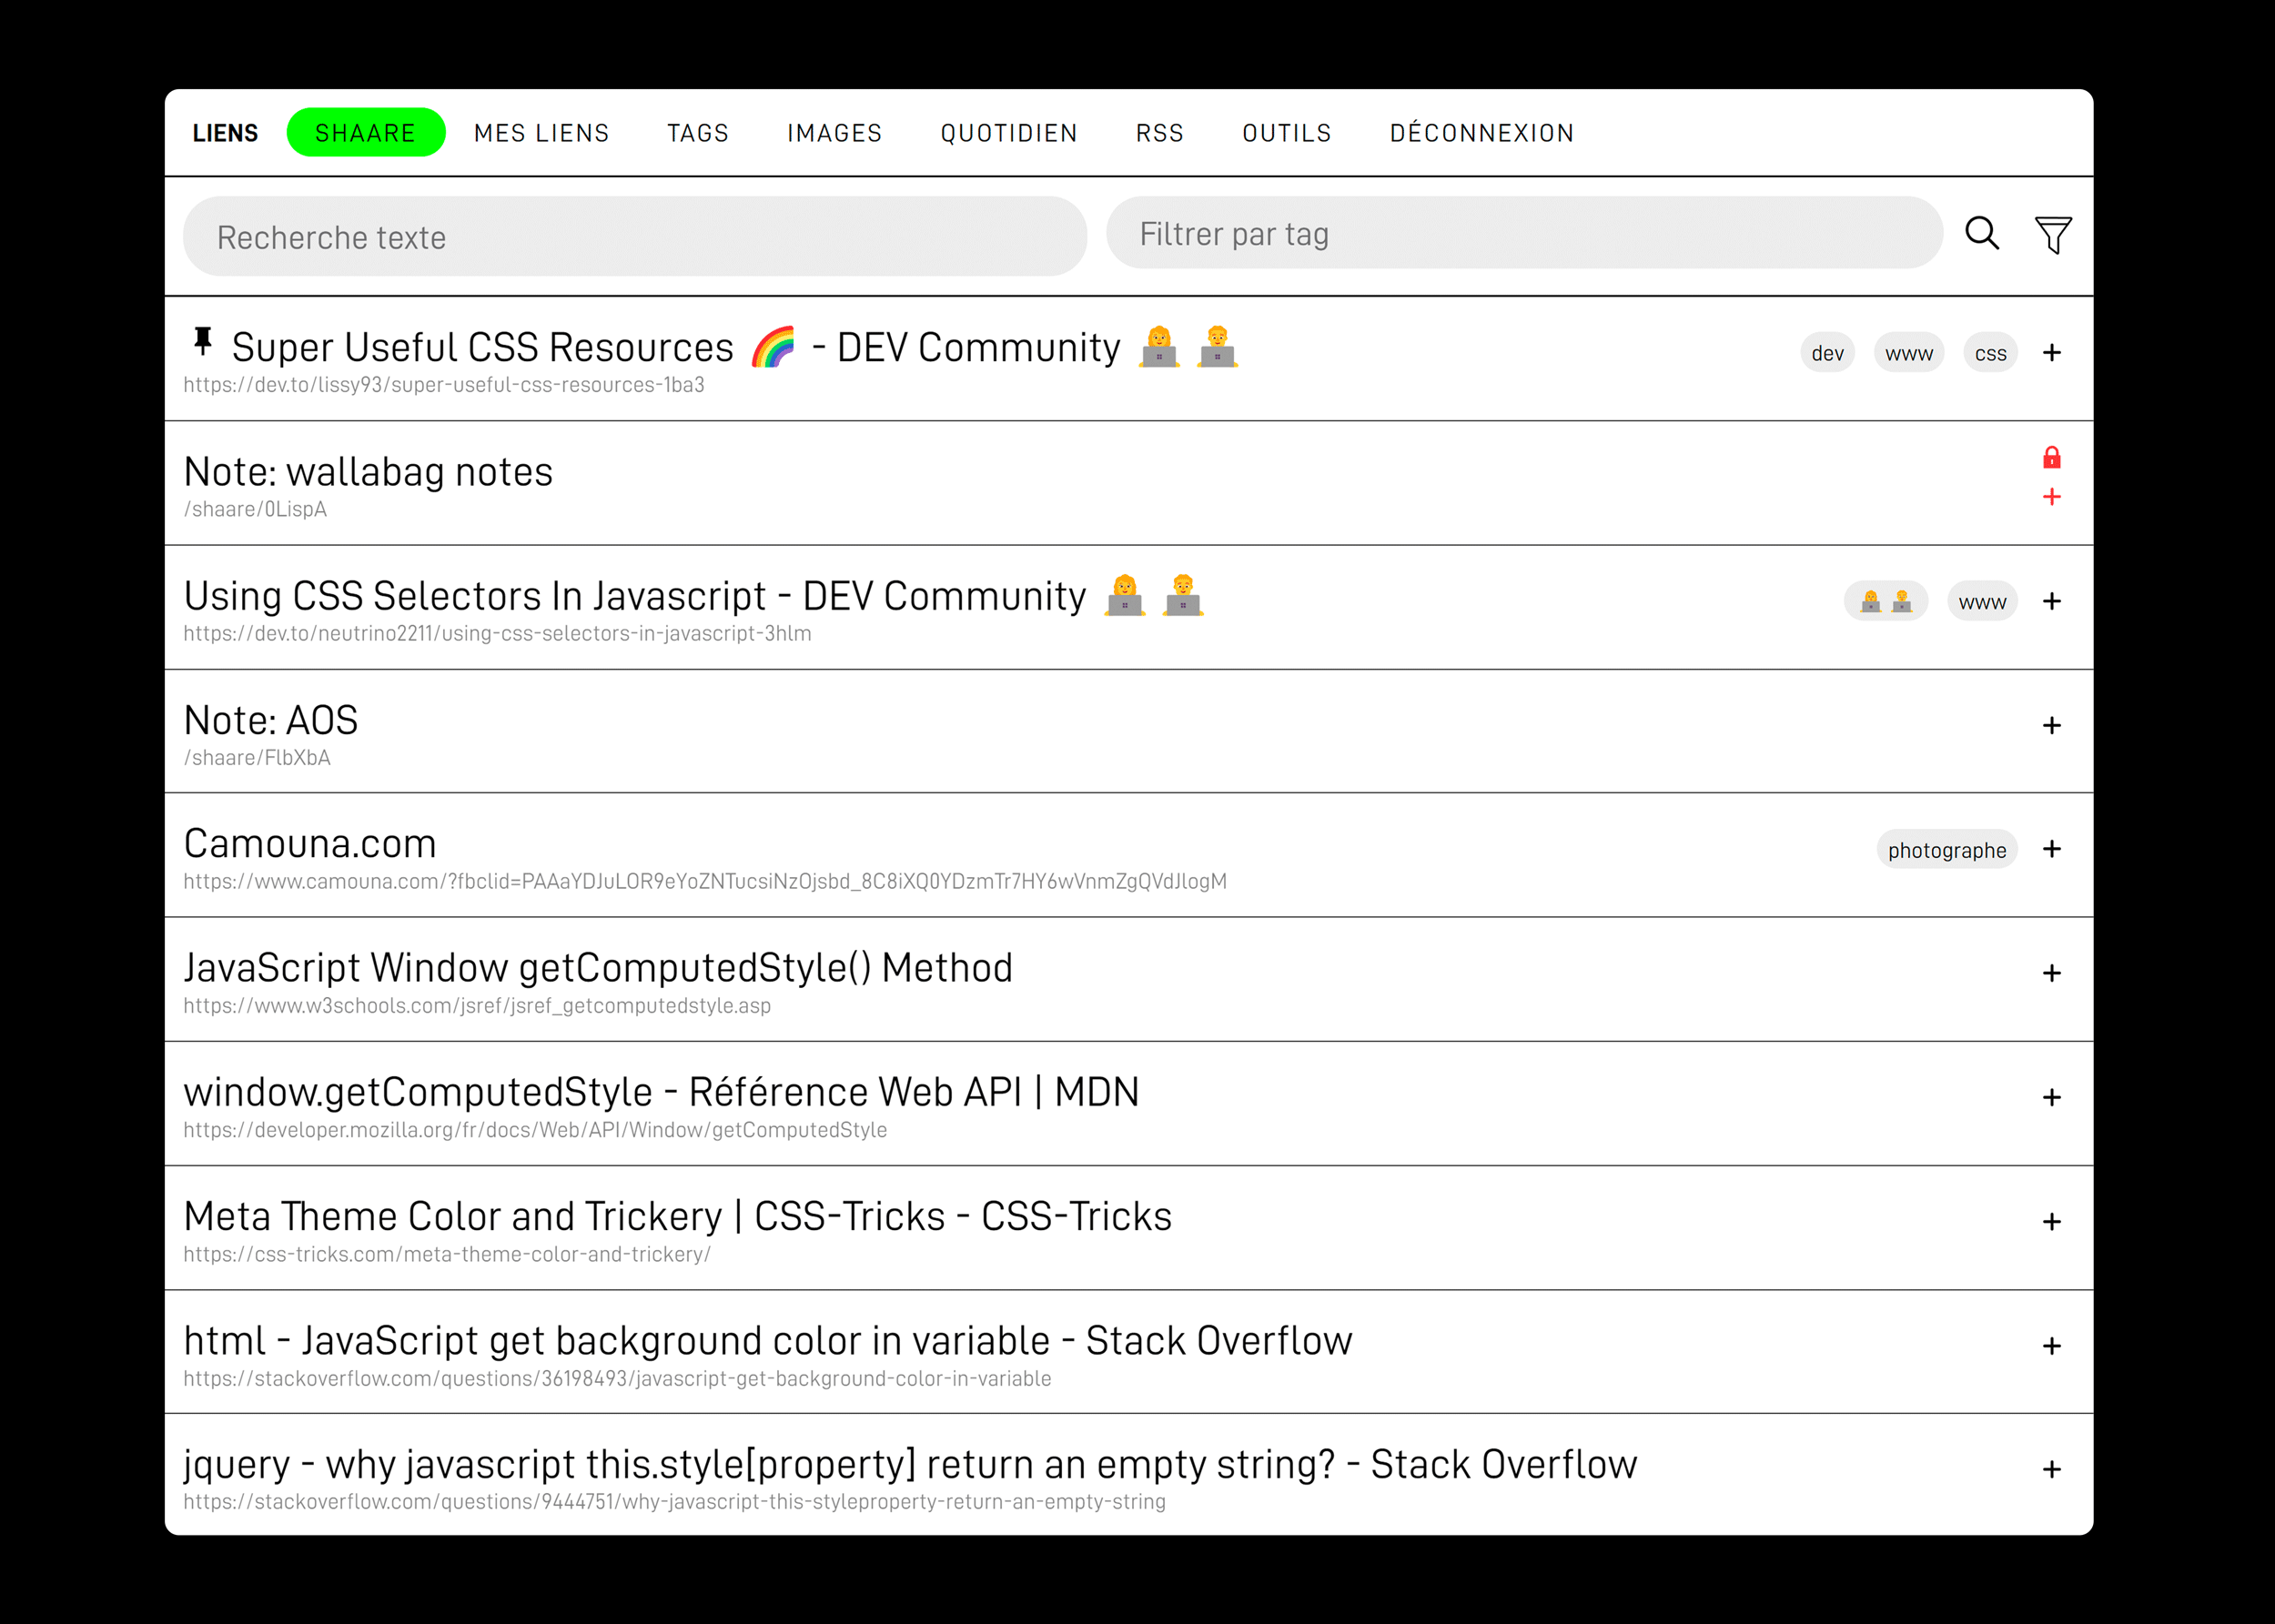 LIENS SHAARE MES LIENS TAGS IMAGES QUOTIDIEN RSS OUTILS DÉCONNEXION
Recherche texte Filtrer par tag
Super Useful CSS Resources 🌈 - DEV Community 👩‍💻👨‍💻 dev www css +
https://dev.to/lissy93/super-useful-css-resources-1ba3
Note: wallabag notes
/shaare/0LispA +
Using CSS Selectors In Javascript - DEV Community 👩‍💻👨‍💻 👩‍💻👨‍💻 www +
https://dev.to/neutrino2211/using-css-selectors-in-javascript-3hlm
Note: AOS +
/shaare/FlbXbA
Camouna.com photographe +
https://www.camouna.com/?fbclid=PAAaYDJuLOR9eYoZNTucsiNzOjsbd_8C8iXQ0YDzmTr7HY6wVnmZgQVdJlogM
JavaScript Window getComputedStyle() Method +
https://www.w3schools.com/jsref/jsref_getcomputedstyle.asp
window.getComputedStyle - Référence Web API | MDN +
https://developer.mozilla.org/fr/docs/Web/API/Window/getComputedStyle
Meta Theme Color and Trickery | CSS-Tricks - CSS-Tricks +
https://css-tricks.com/meta-theme-color-and-trickery/
html - JavaScript get background color in variable - Stack Overflow +
https://stackoverflow.com/questions/36198493/javascript-get-background-color-in-variable
jquery - why javascript this.style[property] return an empty string? - Stack Overflow +
https://stackoverflow.com/questions/9444751/why-javascript-this-styleproperty-return-an-empty-string